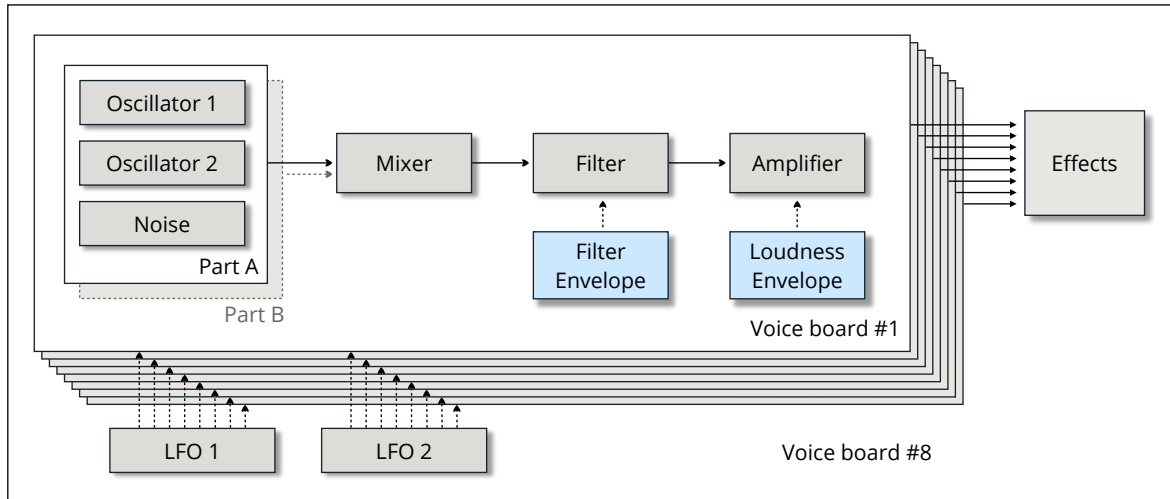 Oscillator 1
Oscillator 2
Noise
Part A
Part B
Mixer
Filter
Amplifier
Filter
Envelope
Loudness
Envelope
Voice board #1
Effects
LFO 1
LFO 2
Voice board #8